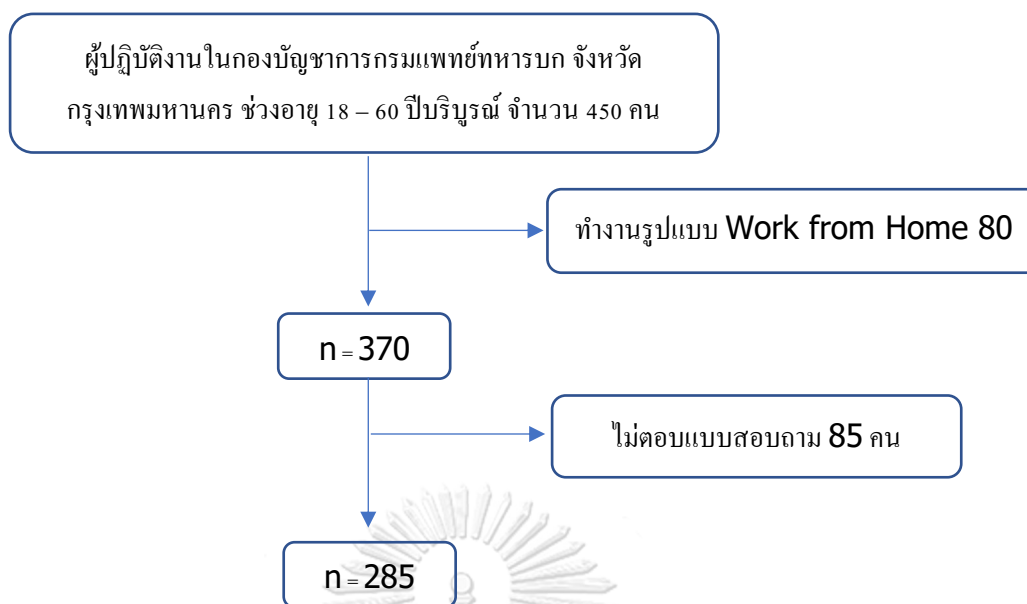 ผู้ปฏิบัติงานในกองบัญชาการกรมแพทย์ทหารบก จังหวัด
กรุงเทพมหานคร ช่วงอายุ 18 – 60 ปีบริบูรณ์ จำนวน 450 คน
ทำงานรูปแบบ Work from Home 80
n = 370
ไม่ตอบแบบสอบถาม 85 คน
n = 285